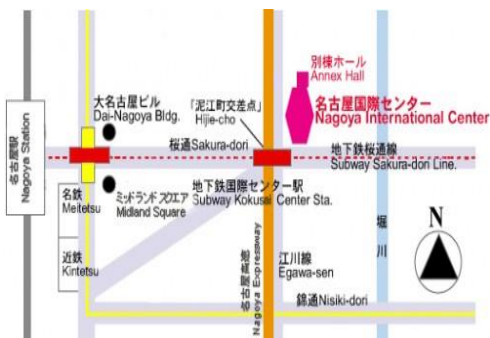 別棟ホール
Annex Hall
名古屋国際センター
Nagoya International Center
大名古屋ビル
Dai-Nagoya Bldg.
「泥江町交差点」
Hijie-cho
桜通Sakura-dori
地下鉄桜通線
Subway Sakura-dori Line.
名古屋駅
Nagoya Station
名鉄
Meitetsu
ミッドランド スクエア
Midland Square
地下鉄国際センター駅
Subway Kokusai Center Sta.
近鉄
Kintetsu
名古屋高速
Nagoya Expressway
江川線
Egawa-sen
堀川
N
錦通Nisiki-dori